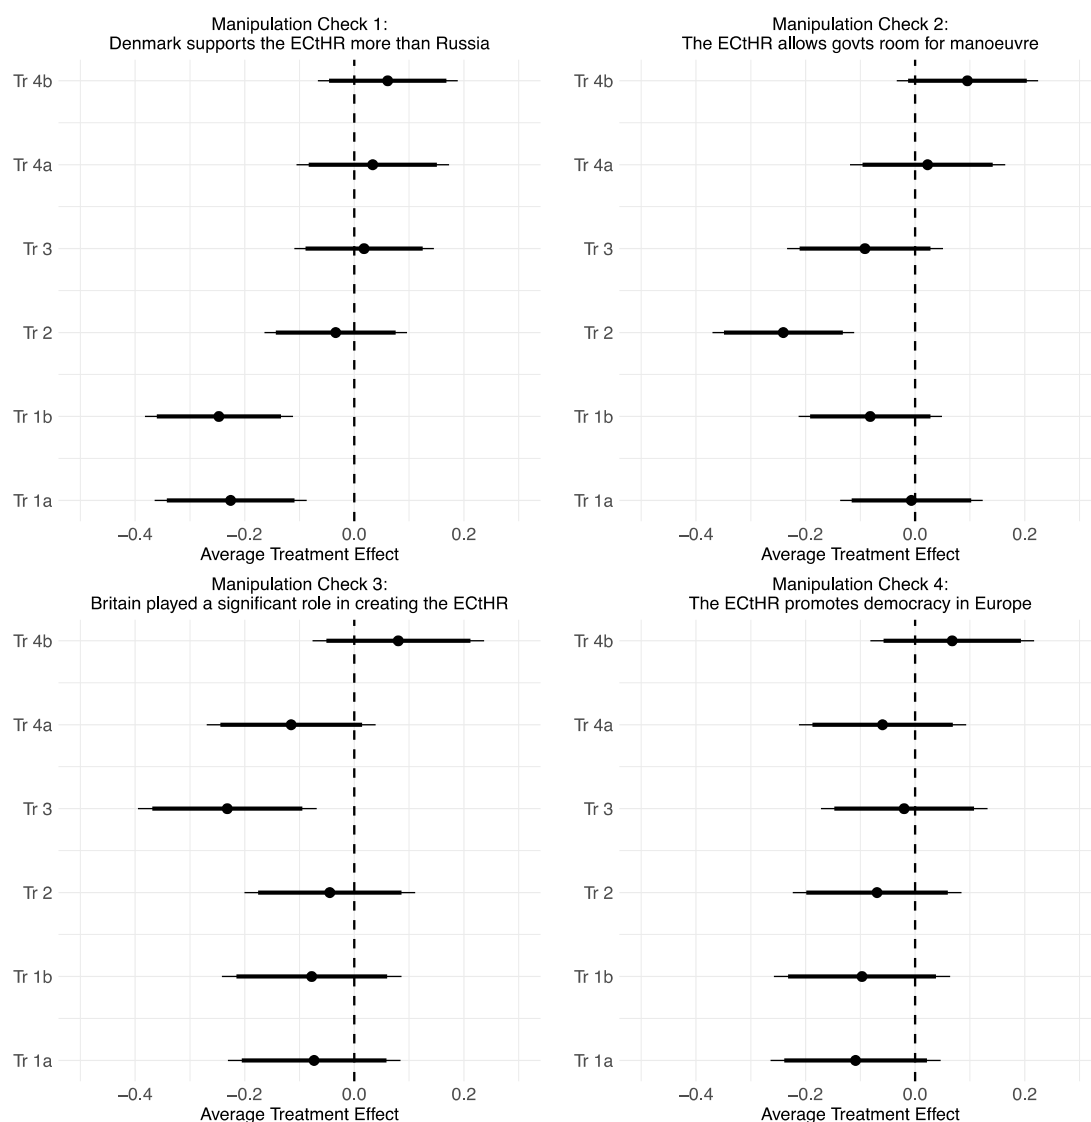 Manipulation Check 1:
Denmark supports the ECtHR more than Russia
Tr 4b
Tr 4a
Tr 3
Tr 2
Tr 1b
Tr 1a
−0.4
−0.2
0.0
0.2
Average Treatment Effect
Manipulation Check 2:
The ECtHR allows govts room for manoeuvre
Tr 4b
Tr 4a
Tr 3
Tr 2
Tr 1b
Tr 1a
−0.4
−0.2
0.0
0.2
Average Treatment Effect
Manipulation Check 3:
Britain played a significant role in creating the ECtHR
Tr 4b
Tr 4a
Tr 3
Tr 2
Tr 1b
Tr 1a
−0.4
−0.2
0.0
0.2
Average Treatment Effect
Manipulation Check 4:
The ECtHR promotes democracy in Europe
Tr 4b
Tr 4a
Tr 3
Tr 2
Tr 1b
Tr 1a
−0.4
−0.2
0.0
0.2
Average Treatment Effect